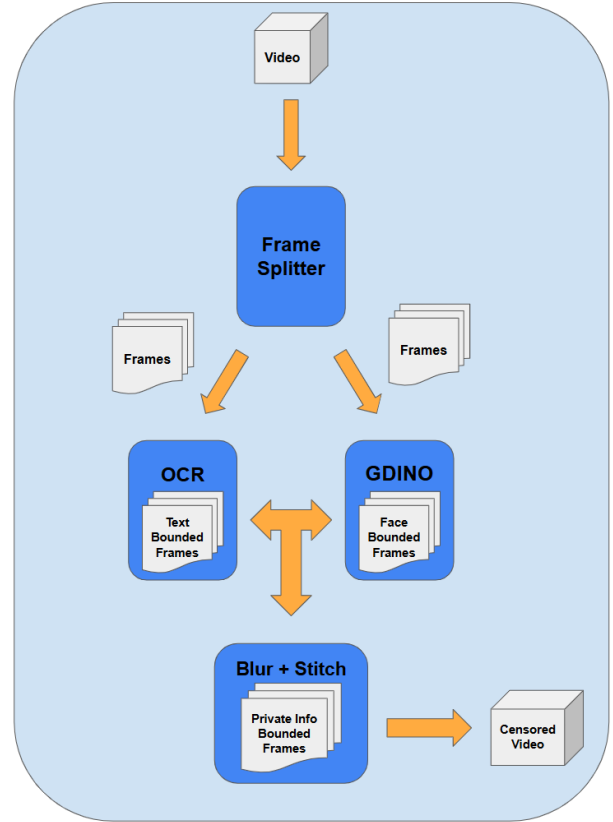 Video
Frame
Splitter
Frames
Frames
OCR
Text
Bounded
Frames
GDINO
Face
Bounded
Frames
Blur + Stitch
Private Info
Bounded
Frames
Censored
Video